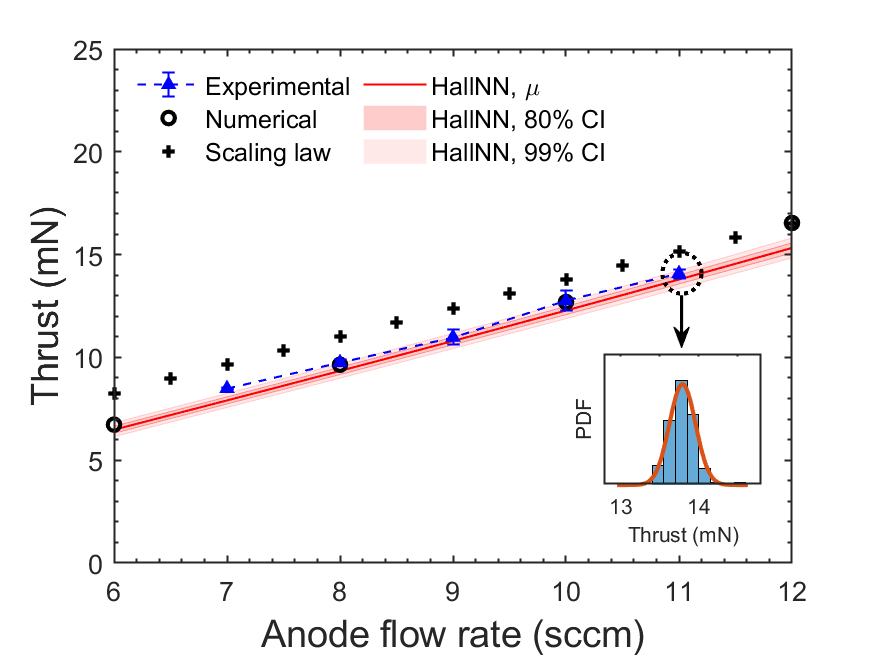 25
20
15
10
5
0
Thrust (mN)
Experimental
Numerical
Scaling law
HallNN, μ
HallNN, 80% CI
HallNN, 99% CI
PDF
13 14
Thrust (mN)
6 7 8 9 10 11 12
Anode flow rate (sccm)